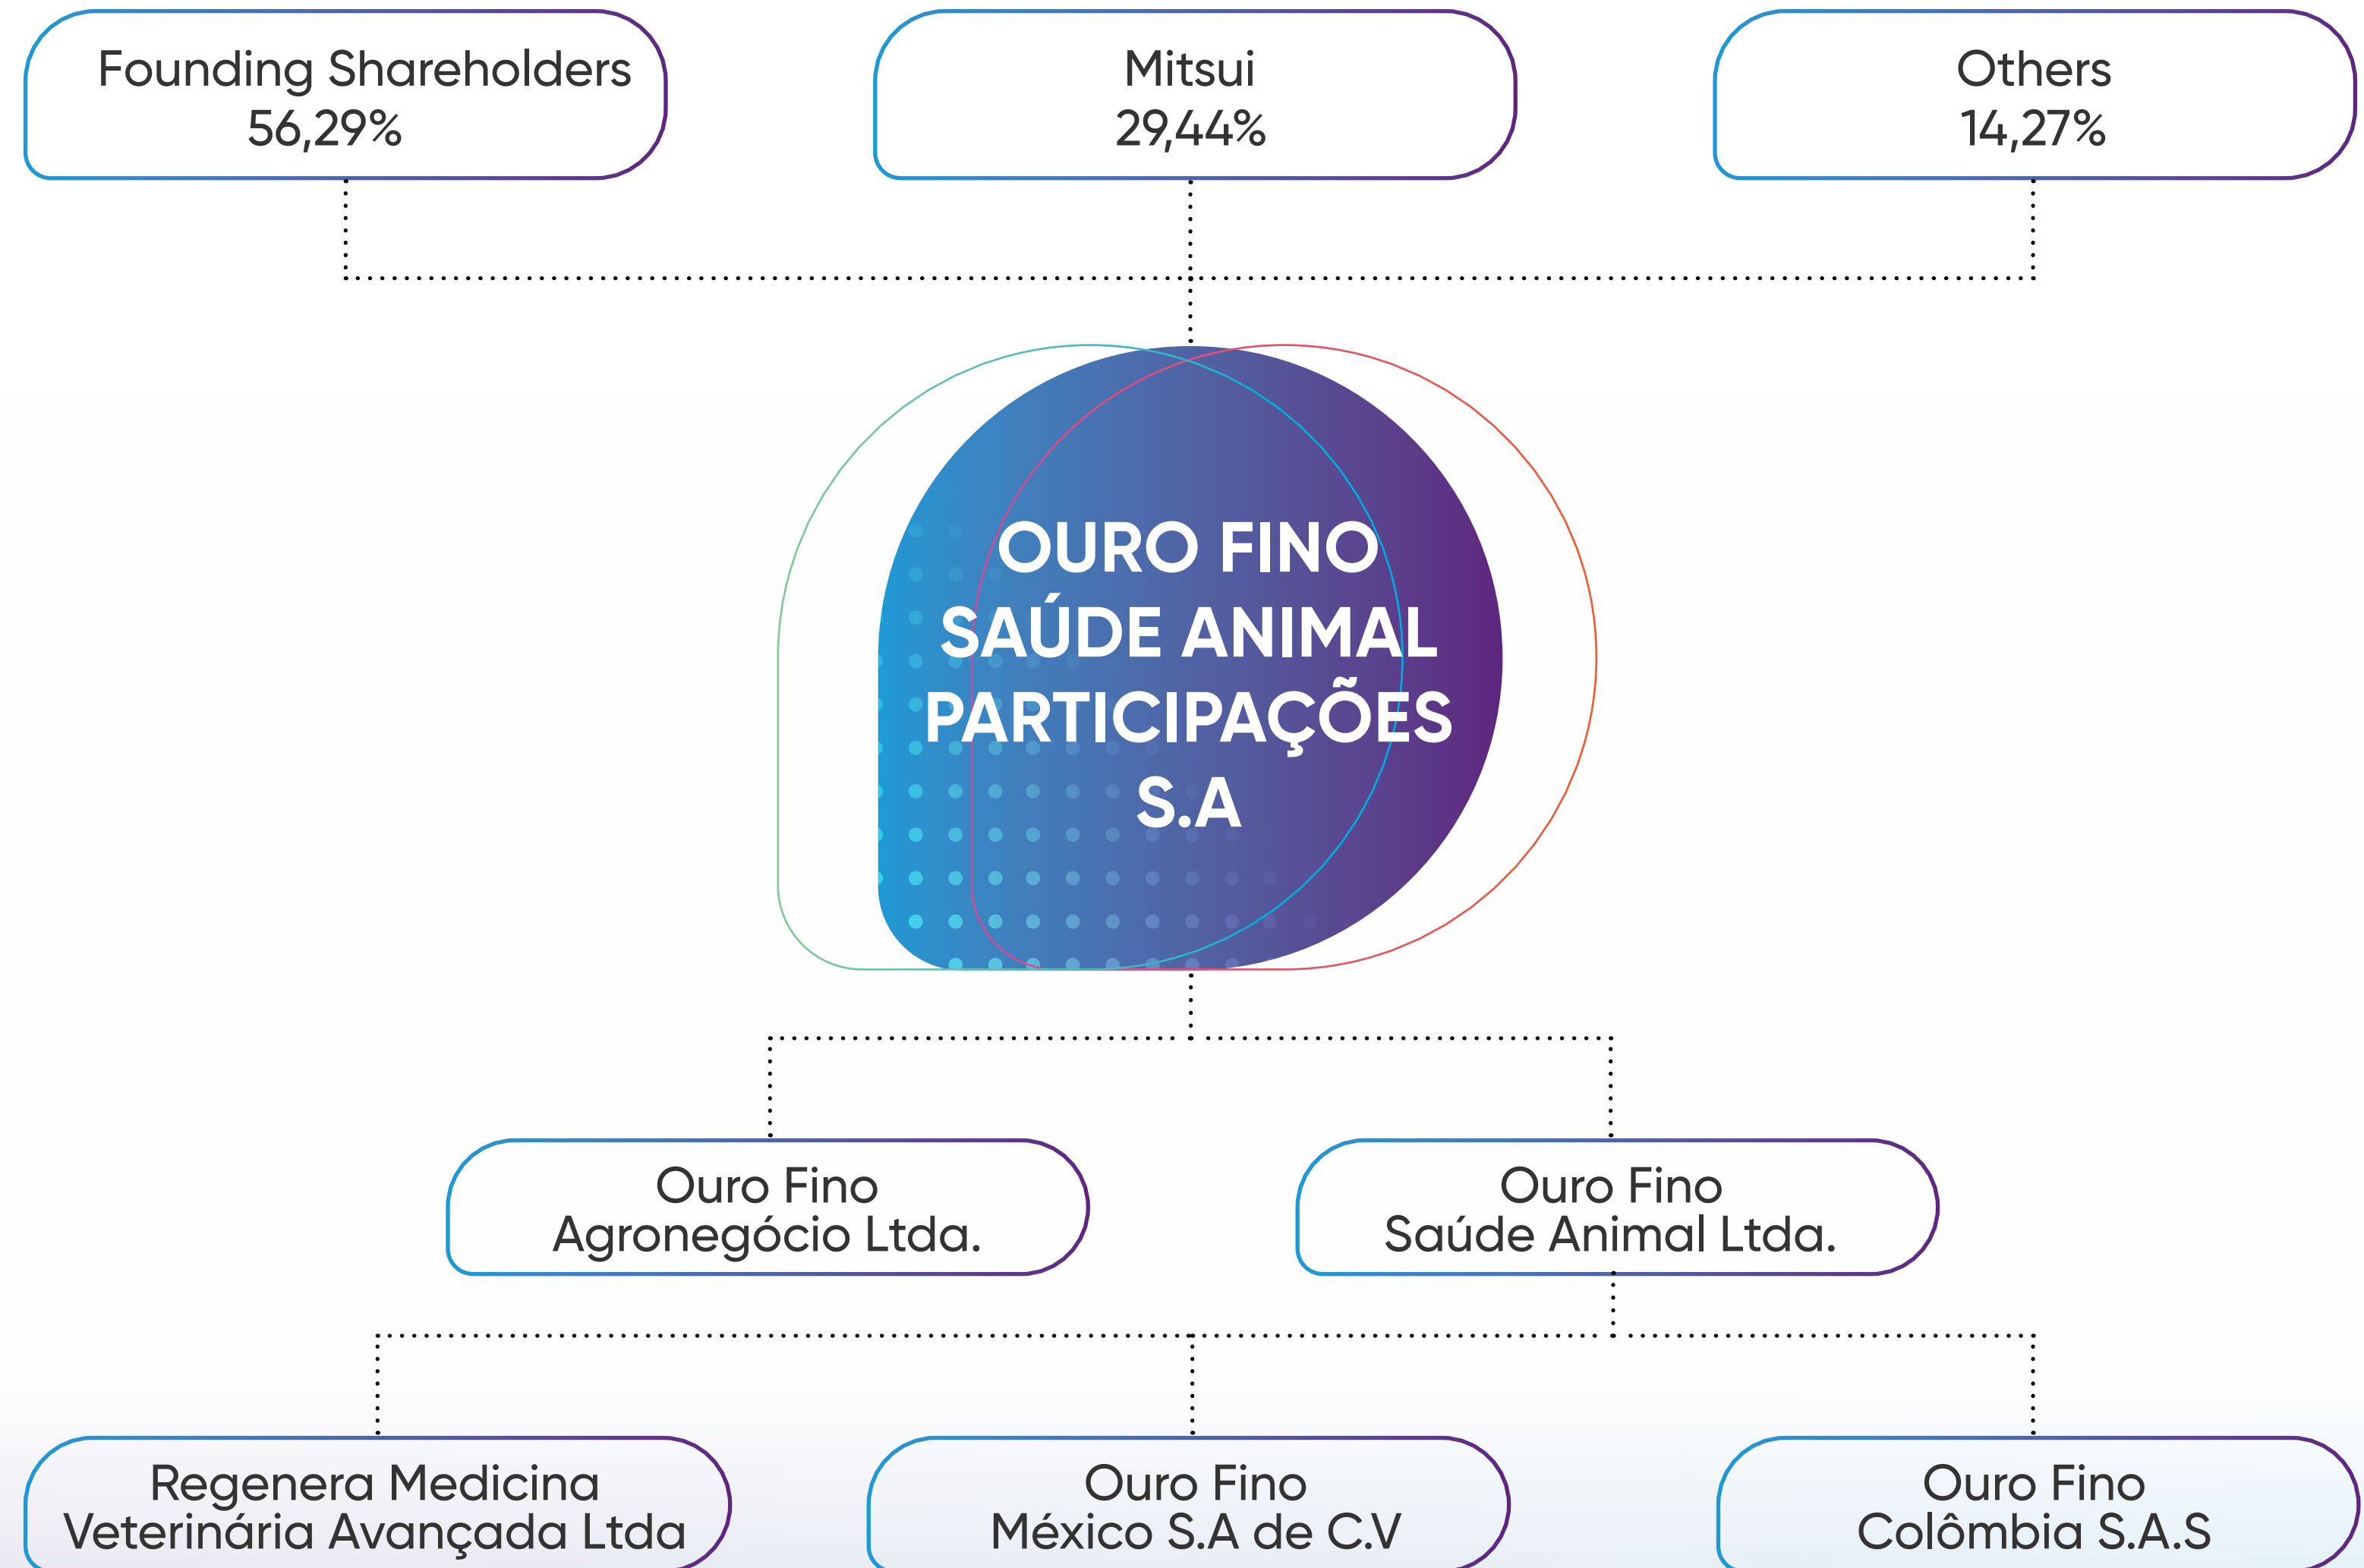 Founding Shareholders
56,29%
Mitsui
29,44%
Others
14,27%
OURO FINO
SAÚDE ANIMAL
PARTICIPAÇÕES
S.A
Ouro Fino
Agronegócio Ltda.
Ouro Fino
Saúde Animal Ltda.
Regenera Medicina
Veterinária Avançada Ltda
Ouro Fino
México S.A de C.V
Ouro Fino
Colômbia S.A.S